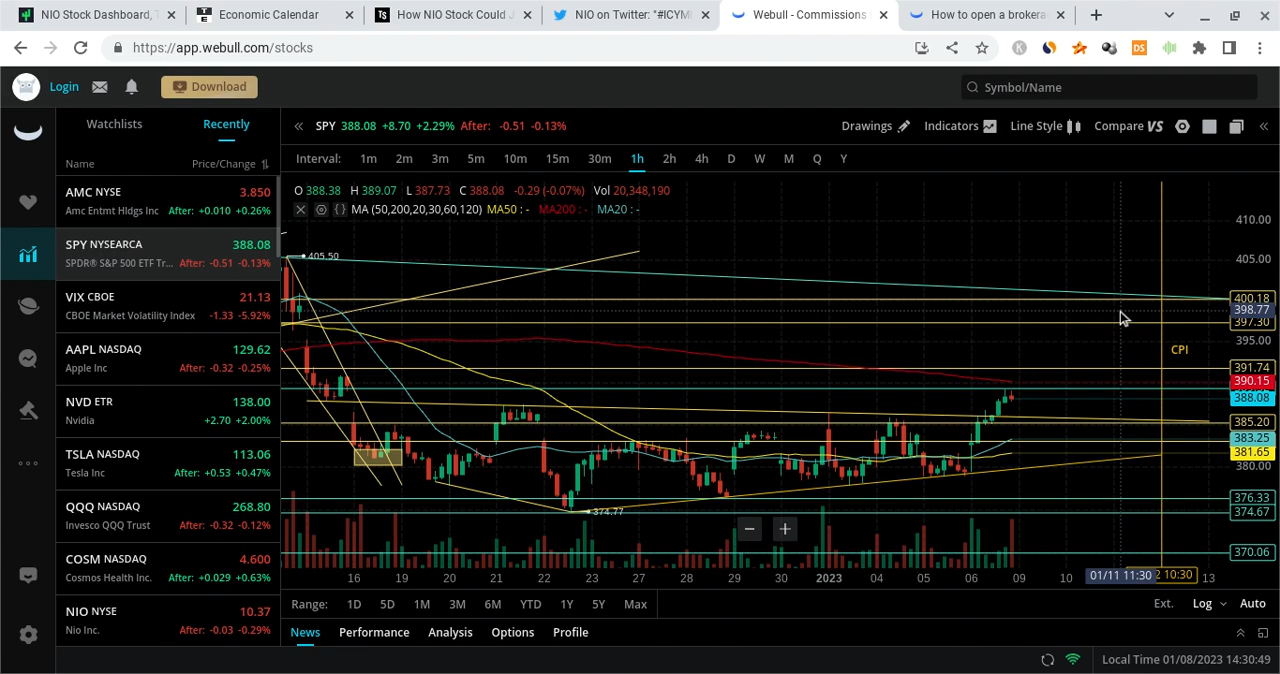 NIO Stock Dashboard, T
Economic Calendar
How NIO Stock Could J
NIO on Twitter: "#ICYMI
Webull - Commissions
How to open a brokera
https://app.webull.com/stocks
K
DS
Login
Download
Symbol/Name
Watchlists
Recently
Name
Price/Change
AMC NYSE 3.850
Amc Entmt Hldgs Inc After: +0.010 +0.26%
SPY NYSEARCA 388.08
SPDR® S&P 500 ETF Tr... After: -0.51 -0.13%
VIX CBOE 21.13
CBOE Market Volatility Index -1.33 -5.92%
AAPL NASDAQ 129.62
Apple Inc After: -0.32 -0.25%
NVD ETR 138.00
Nvidia +2.70 +2.00%
TSLA NASDAQ 113.06
Tesla Inc After: +0.53 +0.47%
QQQ NASDAQ 268.80
Invesco QQQ Trust After: -0.32 -0.12%
COSM NASDAQ 4.600
Cosmos Health Inc. After: +0.029 +0.63%
NIO NYSE 10.37
Nio Inc. After: -0.03 -0.29%
SPY 388.08 +8.70 +2.29% After: -0.51 -0.13%
Drawings
Indicators
Line Style
Compare VS
Interval: 1m 2m 3m 5m 10m 15m 30m 1h 2h 4h D W M Q Y
O 388.38 H 389.07 L 387.73 C 388.08 -0.29 (-0.07%) Vol 20,348,190
MA (50,200,20,30,60,120) MA50 : - MA200 : - MA20 : -
405.50
374.77
CPI
410.00
405.00
400.18
398.77
397.30
395.00
391.74
390.15
388.08
385.20
383.25
381.65
380.00
376.33
374.67
370.06
16 19 20 21 22 23 27 28 29 30 2023 04 05 06 09 10 01/11 11:30 2 10:30 13
Range: 1D 5D 1M 3M 6M YTD 1Y 5Y Max
Ext. Log Auto
News Performance Analysis Options Profile
Local Time 01/08/2023 14:30:49